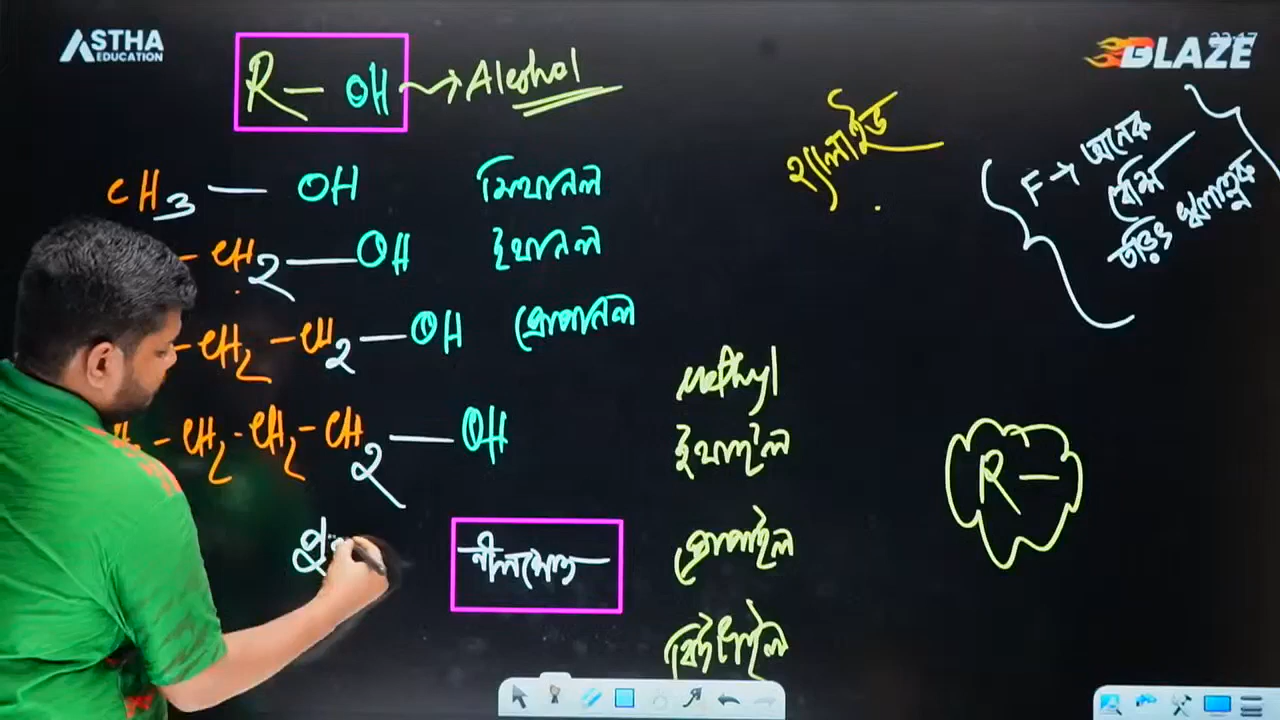 ASTHA
EDUCATION
BLAZE
R — OH → Alcohol
CH3 — OH মিথানল
CH2 — OH ইথানল
- CH2 - CH2 — OH প্রোপানল
- CH2 - CH2 - CH2 — OH
হ্যালাইড
F → অনেক
বেশি
তড়িৎ ঋণাত্মক
Methyl
ইথাইল
প্রোপাইল
বিউটাইল
R —